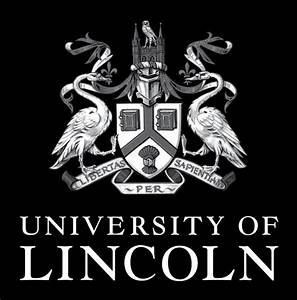 LIBERTAS PER SAPIENTIAM
UNIVERSITY OF
LINCOLN